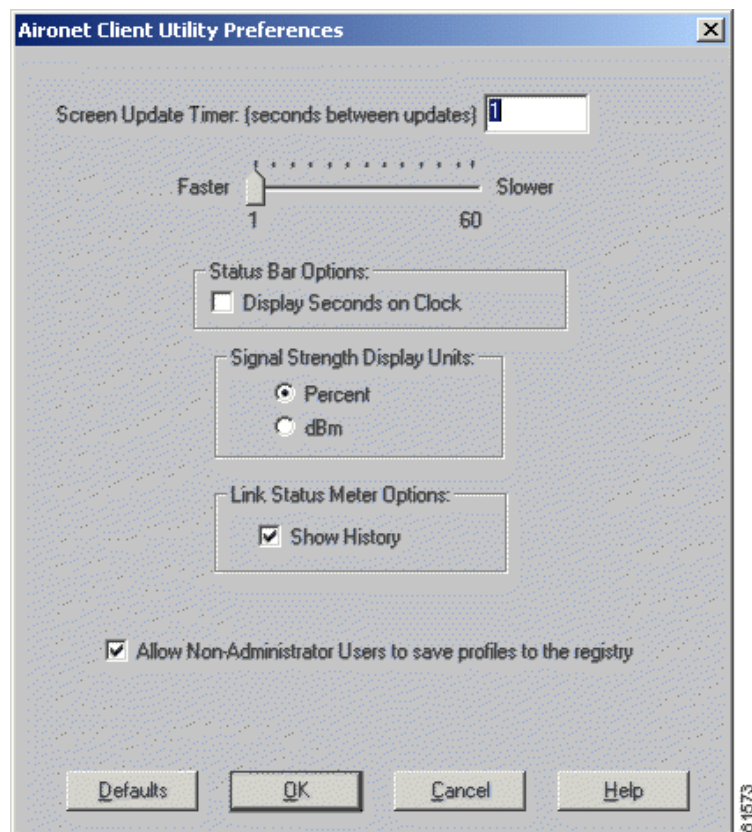 Aironet Client Utility Preferences
Screen Update Timer: (seconds between updates) 1
Faster Slower
1 60
Status Bar Options:
Display Seconds on Clock
Signal Strength Display Units:
Percent
dBm
Link Status Meter Options:
Show History
Allow Non-Administrator Users to save profiles to the registry
Defaults OK Cancel Help
81573